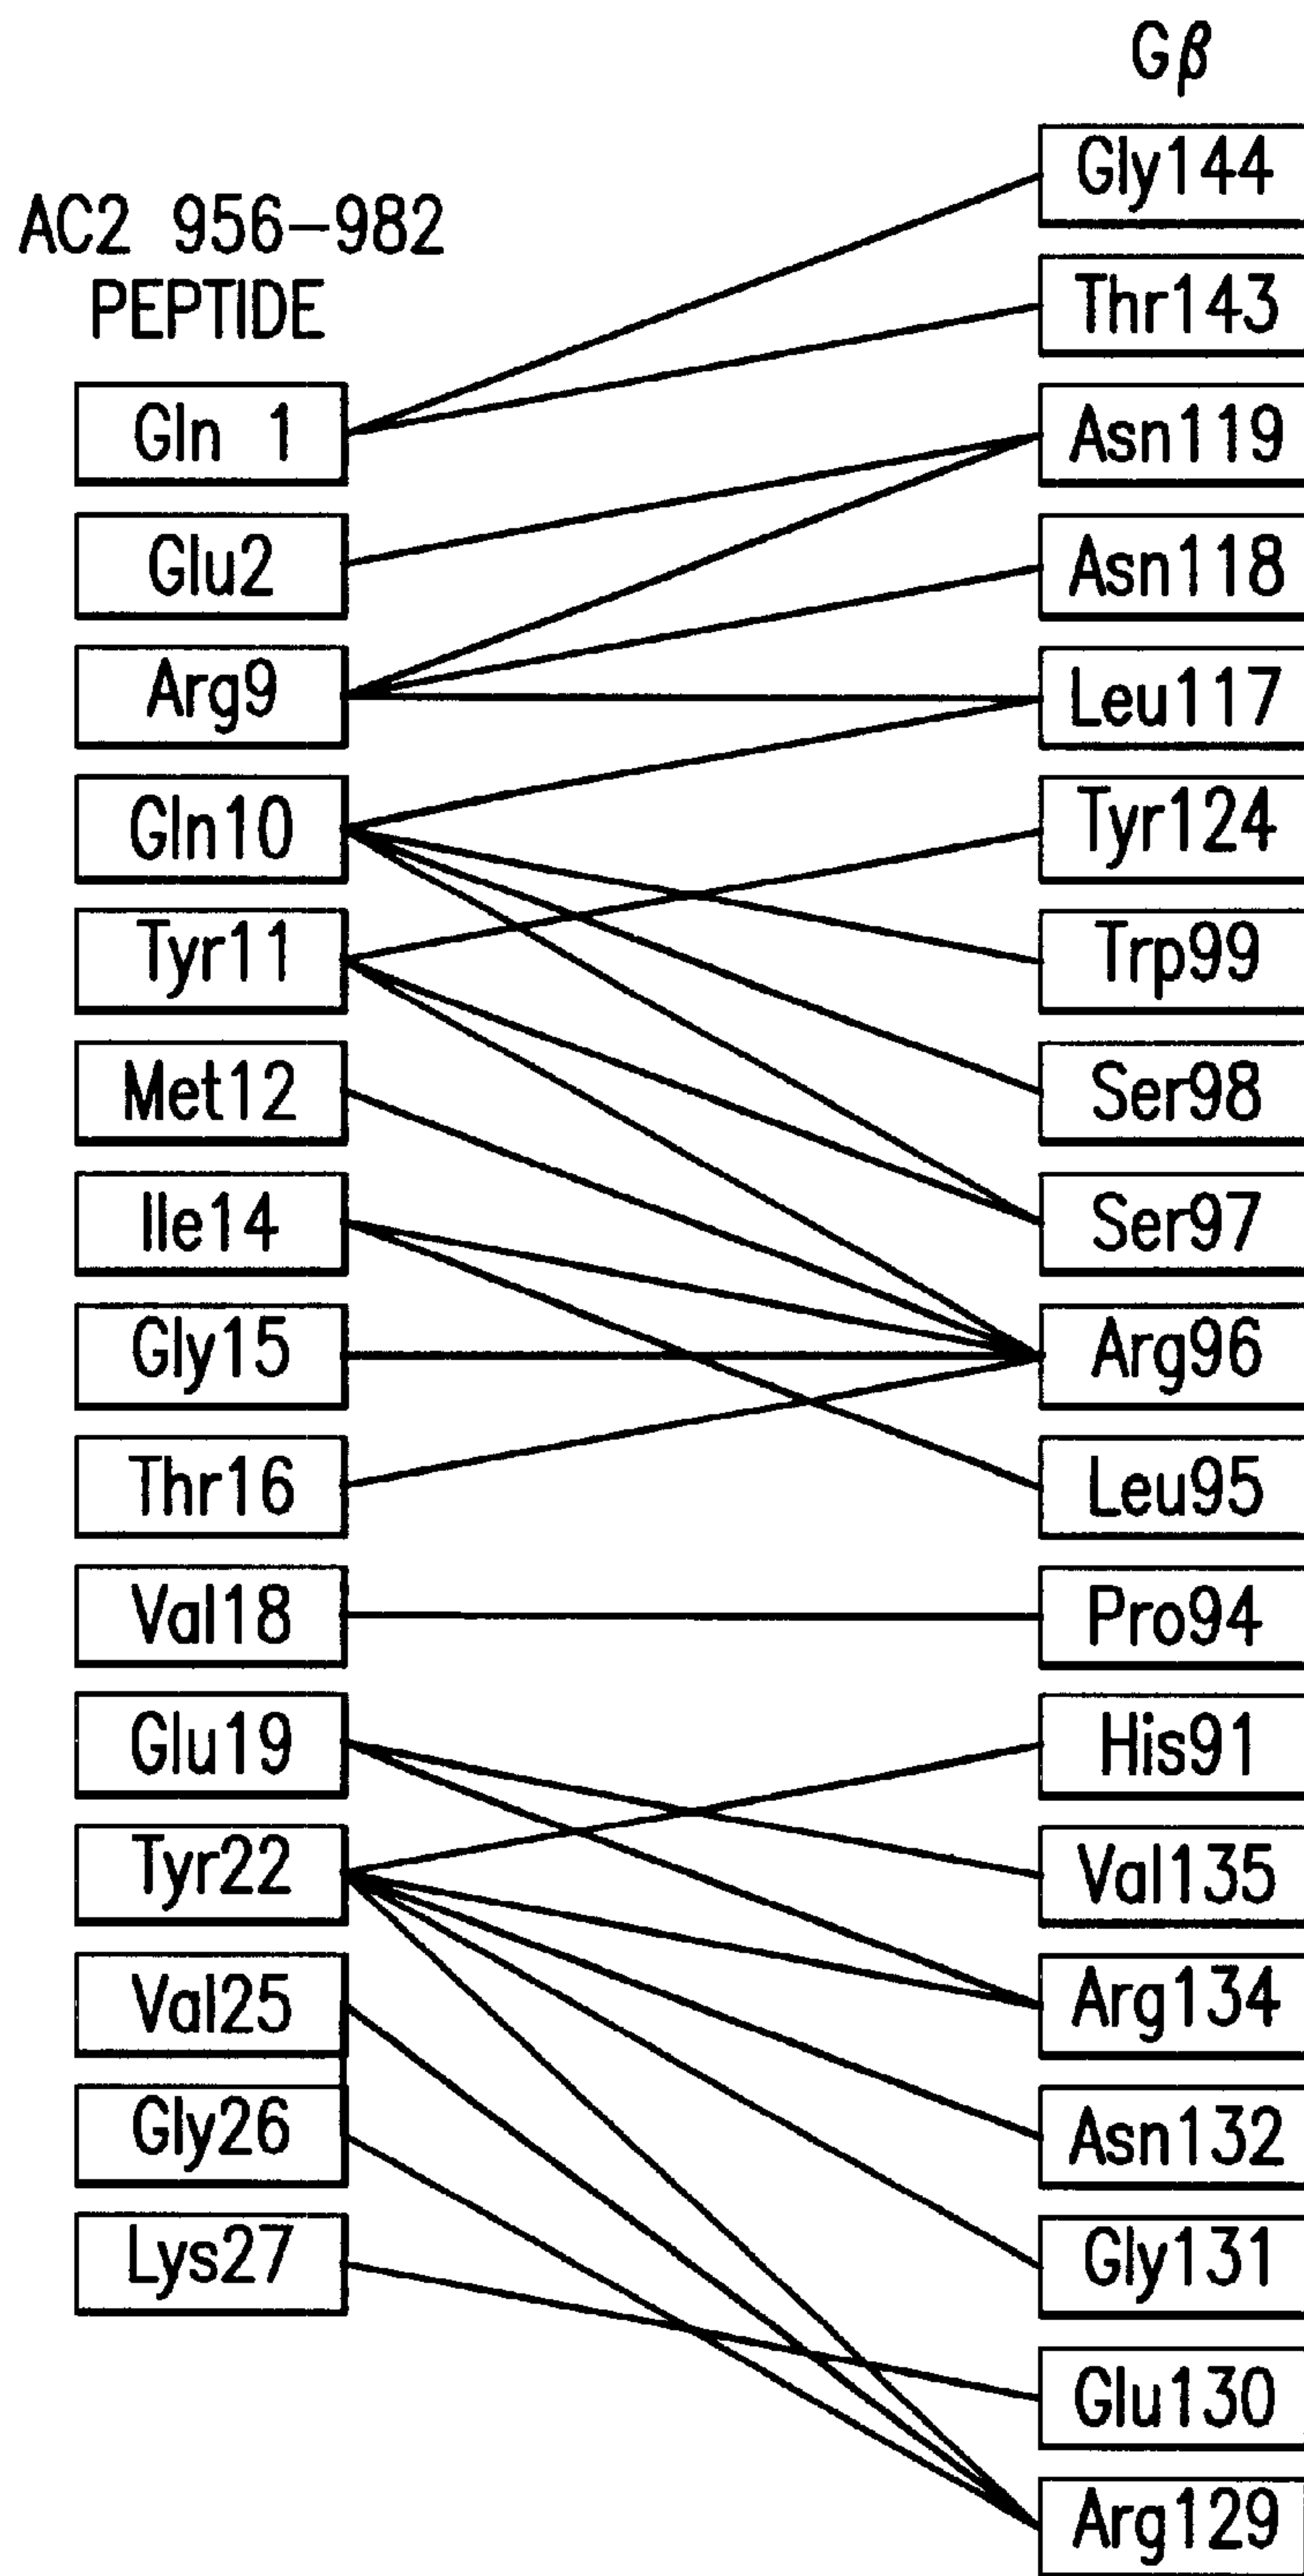 Gβ
AC2 956-982
PEPTIDE
Gln 1
Glu2
Arg9
Gln10
Tyr11
Met12
Ile14
Gly15
Thr16
Val18
Glu19
Tyr22
Val25
Gly26
Lys27
Gly144
Thr143
Asn119
Asn118
Leu117
Tyr124
Trp99
Ser98
Ser97
Arg96
Leu95
Pro94
His91
Val135
Arg134
Asn132
Gly131
Glu130
Arg129